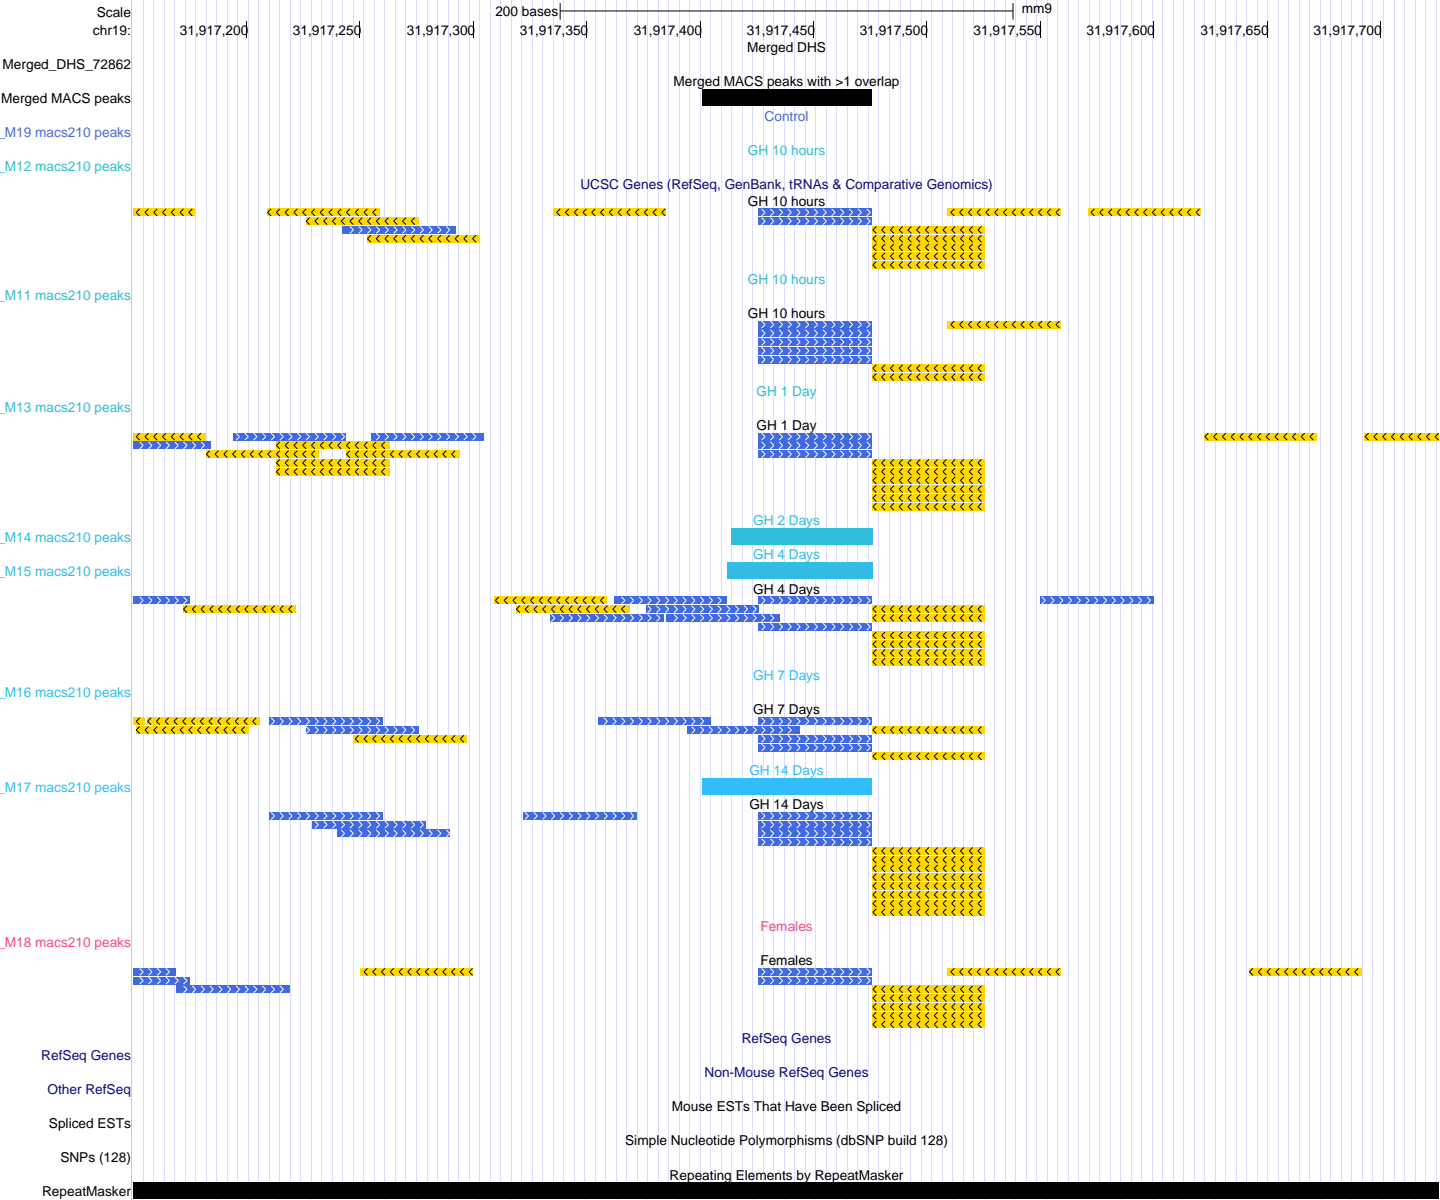 Scale 200 bases mm9
chr19: 31,917,200 31,917,250 31,917,300 31,917,350 31,917,400 31,917,450 31,917,500 31,917,550 31,917,600 31,917,650 31,917,700
Merged DHS
Merged_DHS_72862
Merged MACS peaks with >1 overlap
Merged MACS peaks
Control
_M19 macs210 peaks
GH 10 hours
_M12 macs210 peaks
UCSC Genes (RefSeq, GenBank, tRNAs & Comparative Genomics)
GH 10 hours
GH 10 hours
_M11 macs210 peaks
GH 10 hours
GH 1 Day
_M13 macs210 peaks
GH 1 Day
GH 2 Days
_M14 macs210 peaks
GH 4 Days
_M15 macs210 peaks
GH 4 Days
GH 7 Days
_M16 macs210 peaks
GH 7 Days
GH 14 Days
_M17 macs210 peaks
GH 14 Days
Females
_M18 macs210 peaks
Females
RefSeq Genes
RefSeq Genes
Non-Mouse RefSeq Genes
Other RefSeq
Mouse ESTs That Have Been Spliced
Spliced ESTs
Simple Nucleotide Polymorphisms (dbSNP build 128)
SNPs (128)
Repeating Elements by RepeatMasker
RepeatMasker